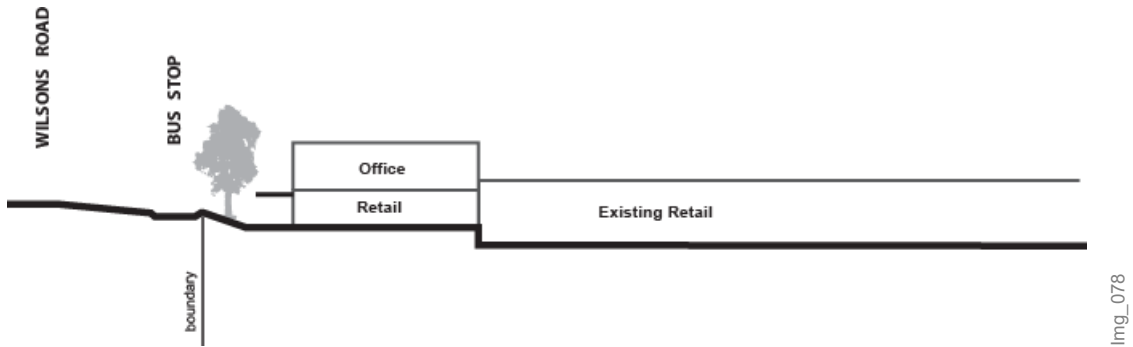 WILSONS ROAD
BUS STOP
Office
Retail
Existing Retail
boundary
Img_078